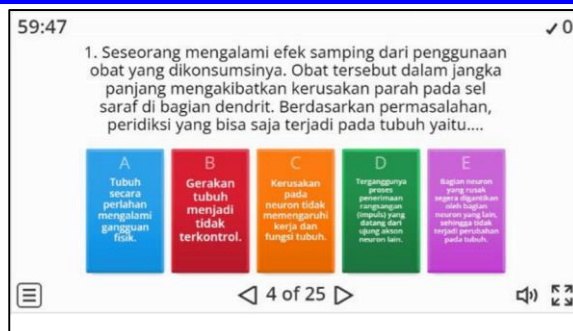 59:47
✓ 0
1. Seseorang mengalami efek samping dari penggunaan
obat yang dikonsumsinya. Obat tersebut dalam jangka
panjang mengakibatkan kerusakan parah pada sel
saraf di bagian dendrit. Berdasarkan permasalahan,
peridiksi yang bisa saja terjadi pada tubuh yaitu....
A
Tubuh
secara
perlahan
mengalami
gangguan
fisik.
B
Gerakan
tubuh
menjadi
tidak
terkontrol.
C
Kerusakan
pada
neuron tidak
memengaruhi
kerja dan
fungsi tubuh.
D
Terganggunya
proses
penerimaan
rangsangan
(impuls) yang
datang dari
ujung akson
neuron lain.
E
Bagian neuron
yang rusak
segera digantikan
oleh bagian
neuron yang lain,
sehingga tidak
terjadi perubahan
pada tubuh.
4 of 25